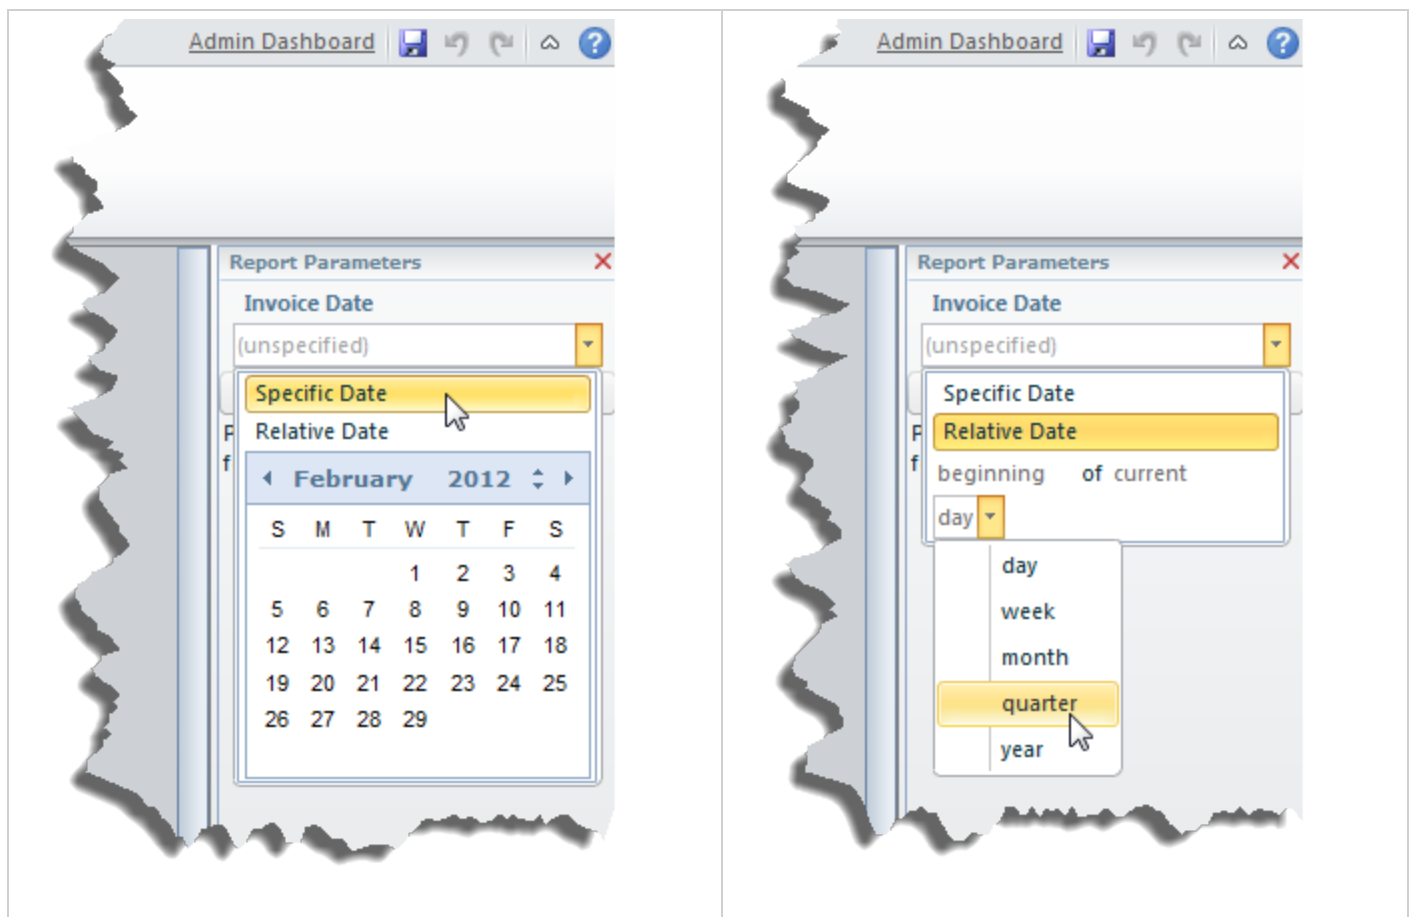 Admin Dashboard
Report Parameters
Invoice Date
(unspecified)
Specific Date
Relative Date
February 2012
S M T W T F S
1 2 3 4
5 6 7 8 9 10 11
12 13 14 15 16 17 18
19 20 21 22 23 24 25
26 27 28 29
Admin Dashboard
Report Parameters
Invoice Date
(unspecified)
Specific Date
Relative Date
beginning of current
day
day
week
month
quarter
year